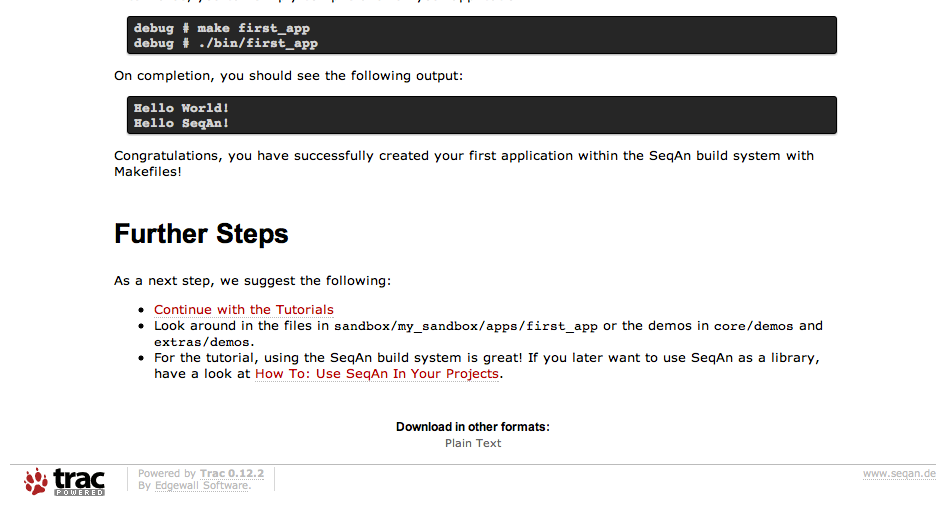 debug # make first_app
debug # ./bin/first_app
On completion, you should see the following output:
Hello World!
Hello SeqAn!
Congratulations, you have successfully created your first application within the SeqAn build system with
Makefiles!
Further Steps
As a next step, we suggest the following:
• Continue with the Tutorials
• Look around in the files in sandbox/my_sandbox/apps/first_app or the demos in core/demos and
extras/demos.
• For the tutorial, using the SeqAn build system is great! If you later want to use SeqAn as a library,
have a look at How To: Use SeqAn In Your Projects.
Download in other formats:
Plain Text
trac
POWERED
Powered by Trac 0.12.2
By Edgewall Software.
www.seqan.de